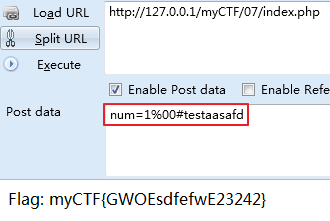 Load URL
http://127.0.0.1/myCTF/07/index.php
Split URL
Execute
Enable Post data
Enable Refe
Post data
num=1%00#testaasafd
Flag: myCTF{GWOEsdfefwE23242}